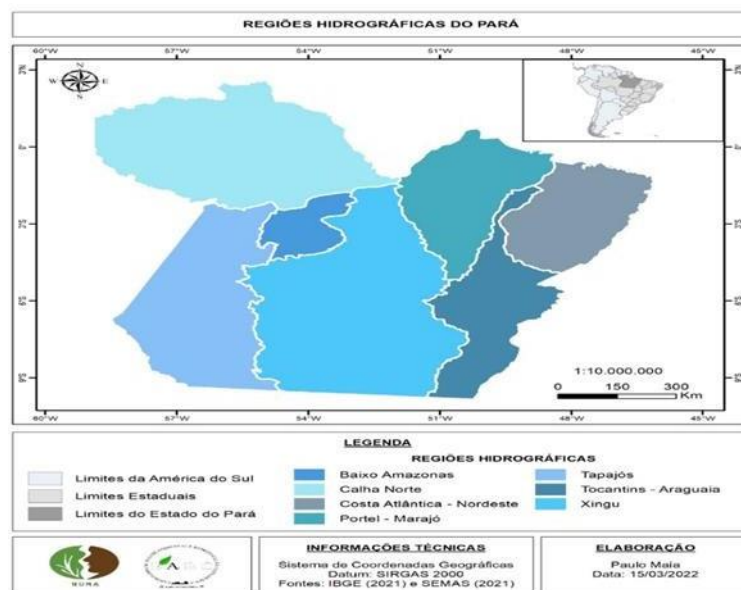 REGIÕES HIDROGRÁFICAS DO PARÁ
60°W 57°W 54°W 51°W 48°W 45°W
N
W E
S
1:10.000.000
0 150 300
Km
60°W 57°W 54°W 51°W 48°W 45°W
LEGENDA
REGIÕES HIDROGRÁFICAS
Limites da América do Sul
Limites Estaduais
Limites do Estado do Pará
Baixo Amazonas
Calha Norte
Costa Atlântica - Nordeste
Portel - Marajó
Tapajós
Tocantins - Araguaia
Xingu
NUMA
INFORMAÇÕES TÉCNICAS
Sistema de Coordenadas Geográficas
Datum: SIRGAS 2000
Fontes: IBGE (2021) e SEMAS (2021)
ELABORAÇÃO
Paulo Maia
Data: 15/03/2022